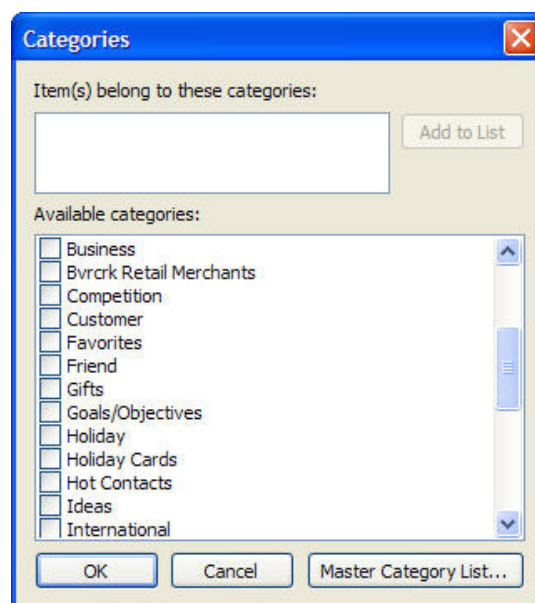 Categories
Item(s) belong to these categories:
Add to List
Available categories:
Business
Bvrcrk Retail Merchants
Competition
Customer
Favorites
Friend
Gifts
Goals/Objectives
Holiday
Holiday Cards
Hot Contacts
Ideas
International
OK Cancel Master Category List...